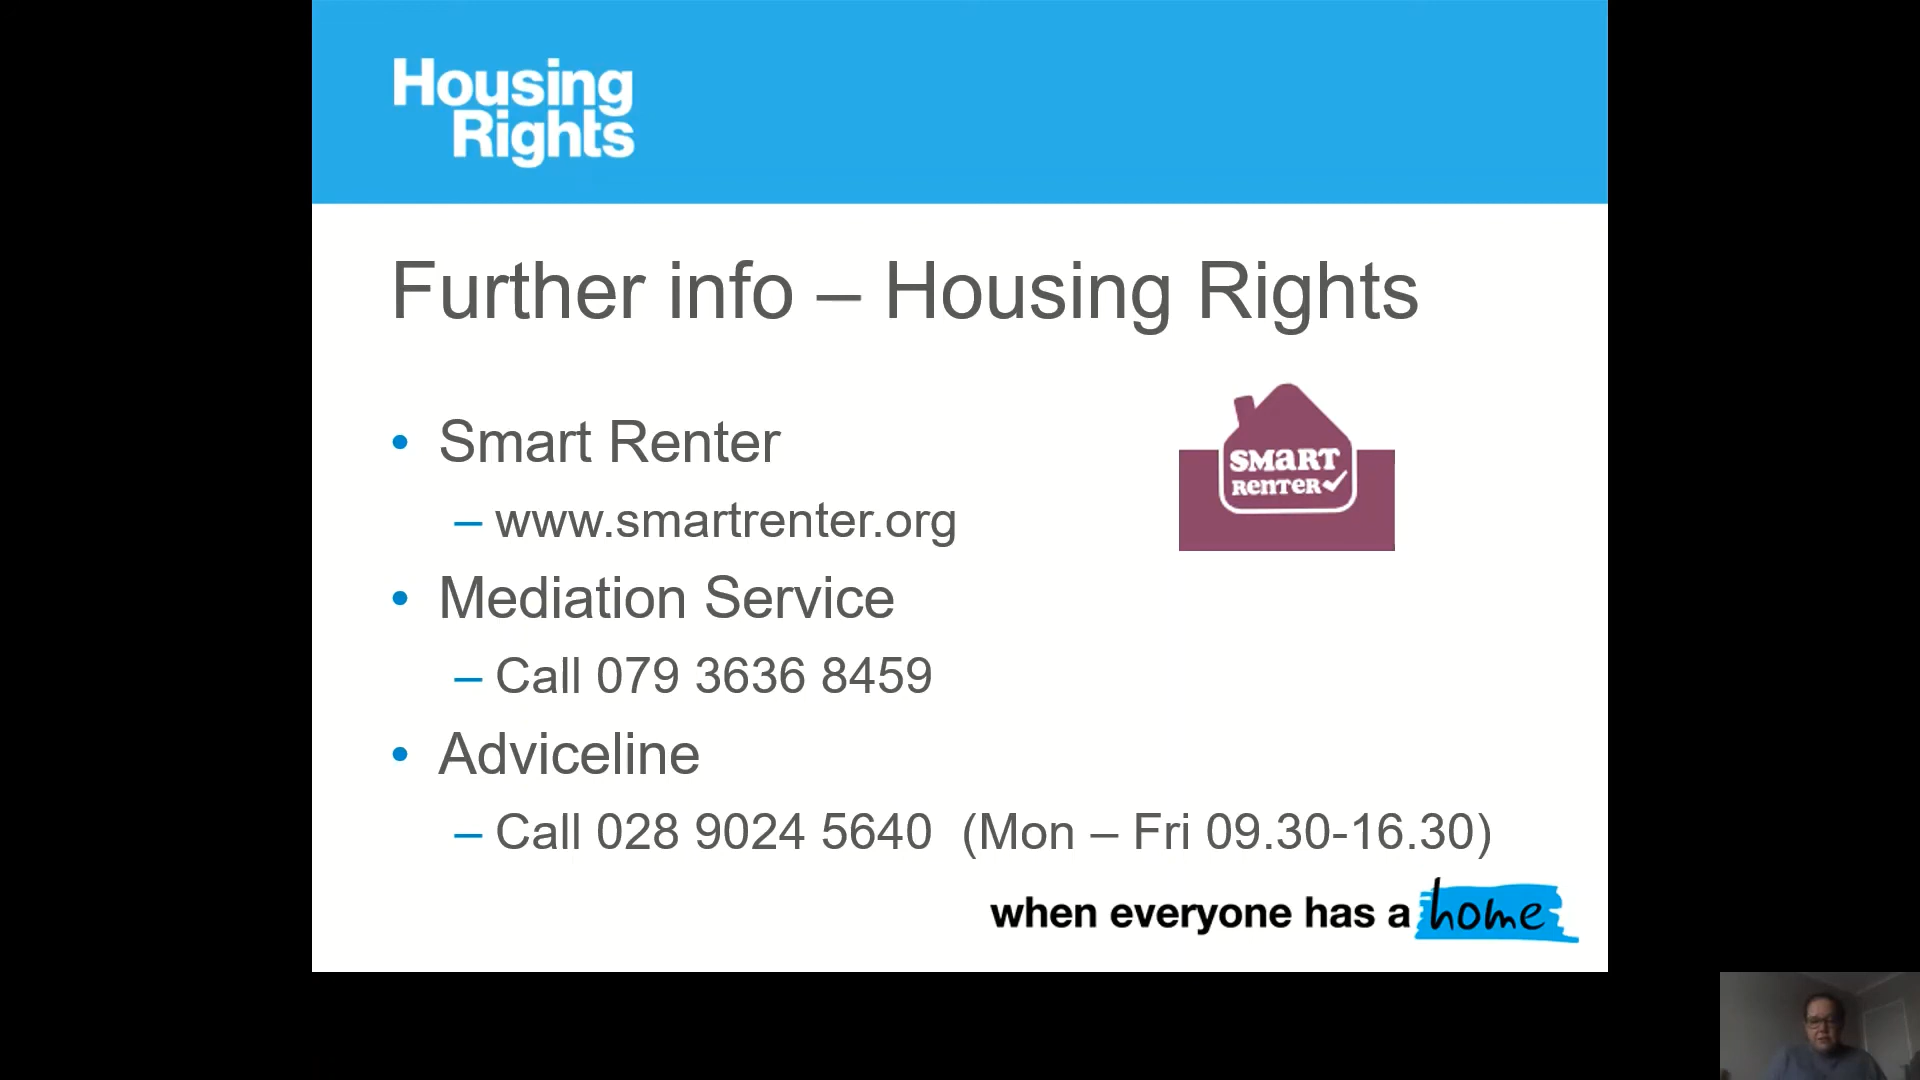 Housing
Rights
Further info – Housing Rights
• Smart Renter
– www.smartrenter.org
SMaRT
RenTeR
• Mediation Service
– Call 079 3636 8459
• Adviceline
– Call 028 9024 5640 (Mon – Fri 09.30-16.30)
when everyone has a home